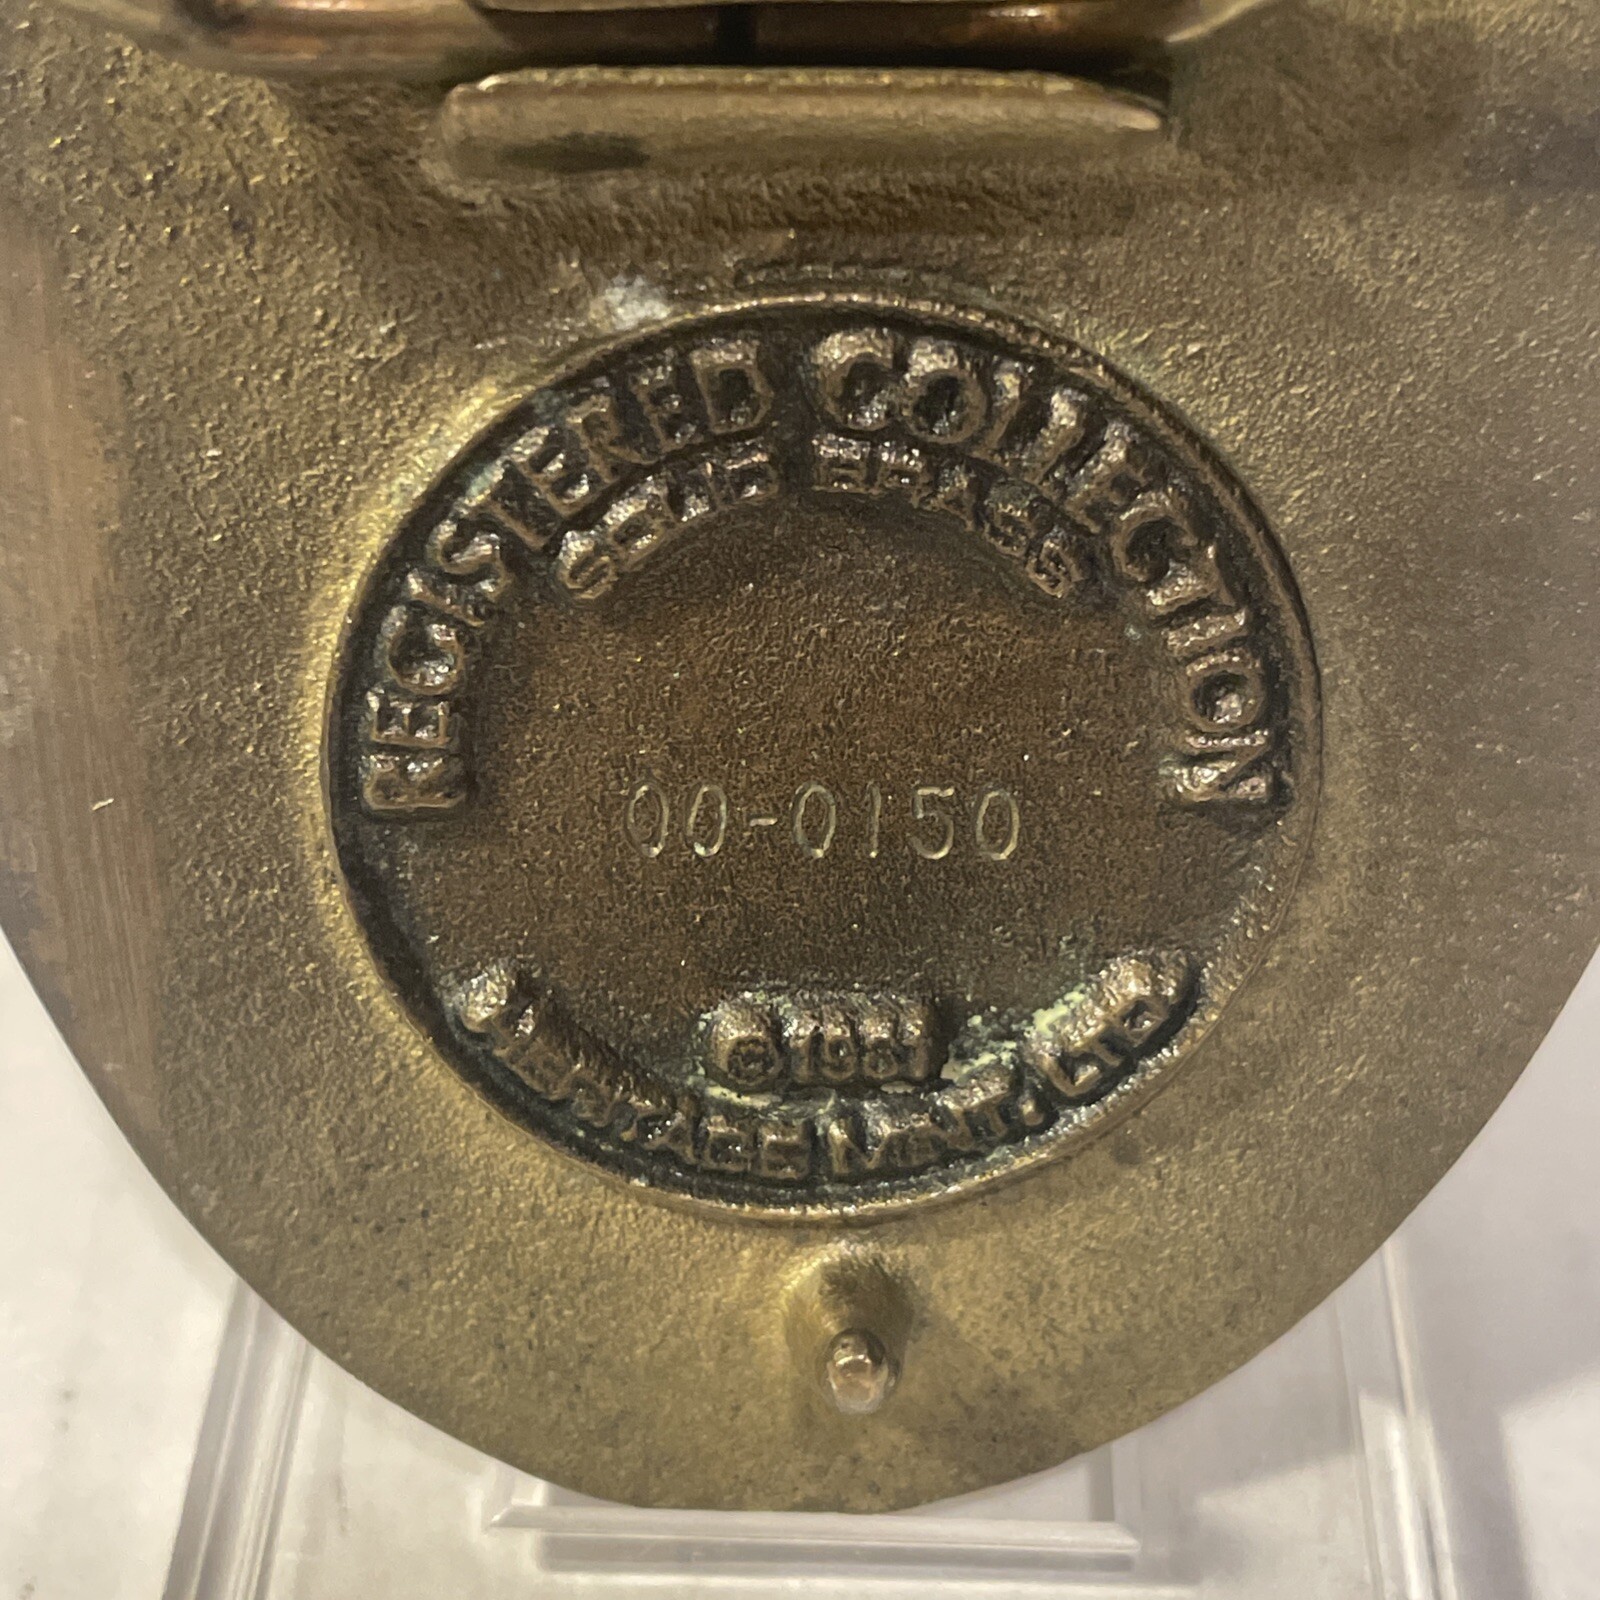 REGISTERED COLLECTION
SOLID BRASS
00-0150
© 1981
HERITAGE MINT, LTD.